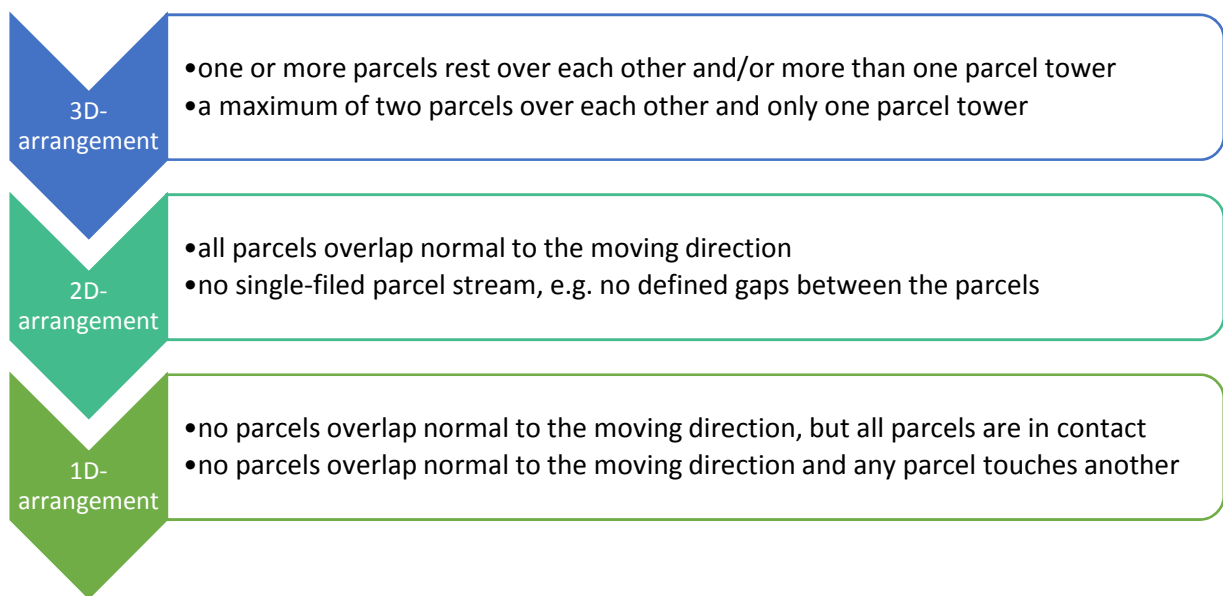 3D-
arrangement
•one or more parcels rest over each other and/or more than one parcel tower
•a maximum of two parcels over each other and only one parcel tower
2D-
arrangement
•all parcels overlap normal to the moving direction
•no single-filed parcel stream, e.g. no defined gaps between the parcels
1D-
arrangement
•no parcels overlap normal to the moving direction, but all parcels are in contact
•no parcels overlap normal to the moving direction and any parcel touches another